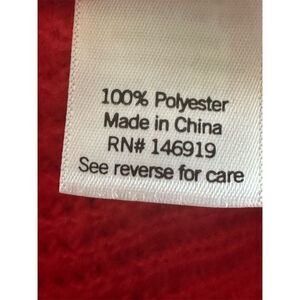 100% Polyester
Made in China
RN# 146919
See reverse for care